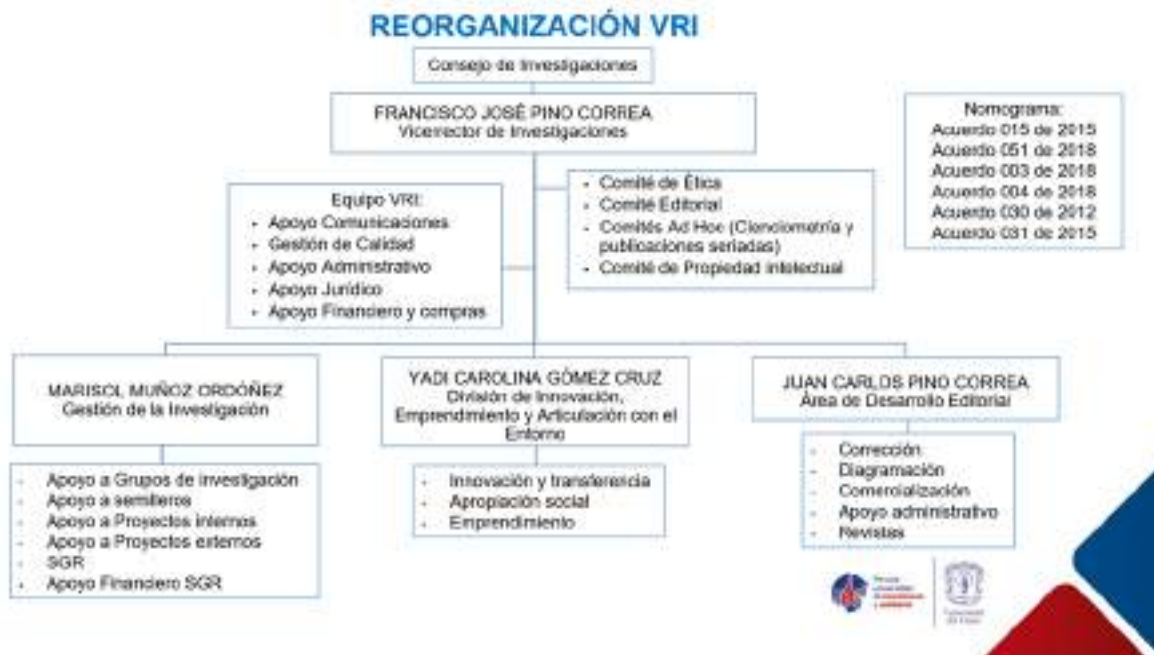 REORGANIZACIÓN VRI
Consejo de Investigaciones
FRANCISCO JOSÉ PINO CORREA
Vicerrector de Investigaciones
Nomograma:
Acuerdo 015 de 2015
Acuerdo 051 de 2018
Acuerdo 003 de 2018
Acuerdo 004 de 2018
Acuerdo 030 de 2012
Acuerdo 031 de 2015
Equipo VRI:
• Apoyo Comunicaciones
• Gestión de Calidad
• Apoyo Administrativo
• Apoyo Jurídico
• Apoyo Financiero y compras
• Comité de Ética
• Comité Editorial
• Comités Ad Hoc (Cienciometría y
publicaciones seriadas)
• Comité de Propiedad intelectual
MARISOL MUÑOZ ORDÓÑEZ
Gestión de la Investigación
- Apoyo a Grupos de investigación
- Apoyo a semilleros
- Apoyo a Proyectos internos
- Apoyo a Proyectos externos
- SGR
- Apoyo Financiero SGR
YADI CAROLINA GÓMEZ CRUZ
División de Innovación,
Emprendimiento y Articulación con el
Entorno
- Innovación y transferencia
- Apropiación social
- Emprendimiento
JUAN CARLOS PINO CORREA
Área de Desarrollo Editorial
- Corrección
- Diagramación
- Comercialización
- Apoyo administrativo
- Revistas
Universidad
del Cauca